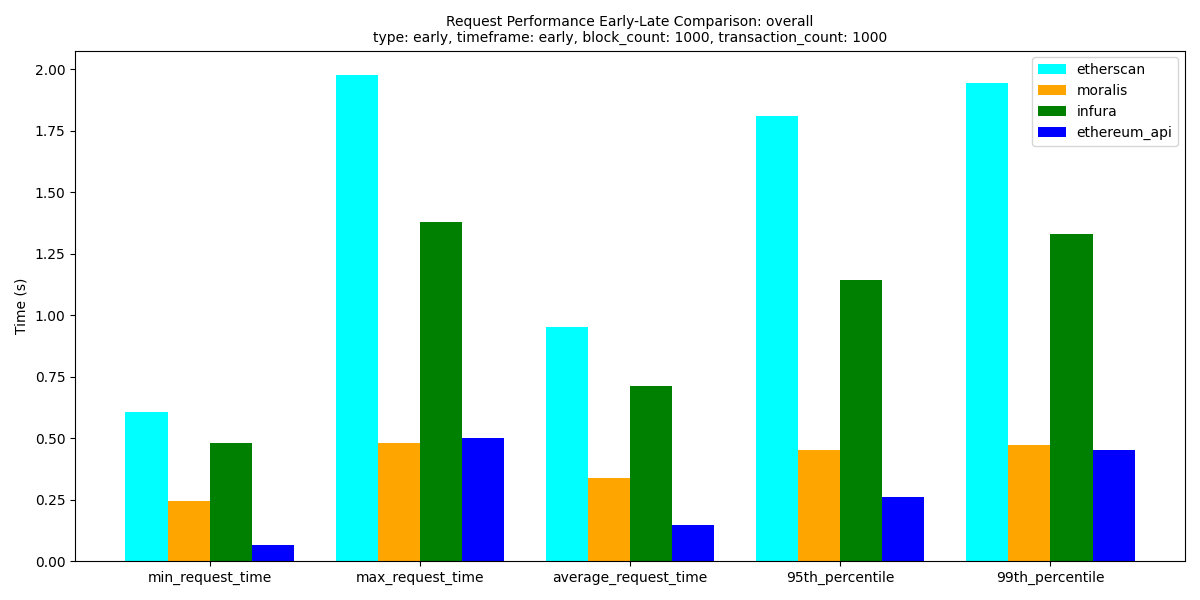 Request Performance Early-Late Comparison: overall
type: early, timeframe: early, block_count: 1000, transaction_count: 1000
etherscan
moralis
infura
ethereum_api
Time (s)
2.00
1.75
1.50
1.25
1.00
0.75
0.50
0.25
0.00
min_request_time
max_request_time
average_request_time
95th_percentile
99th_percentile